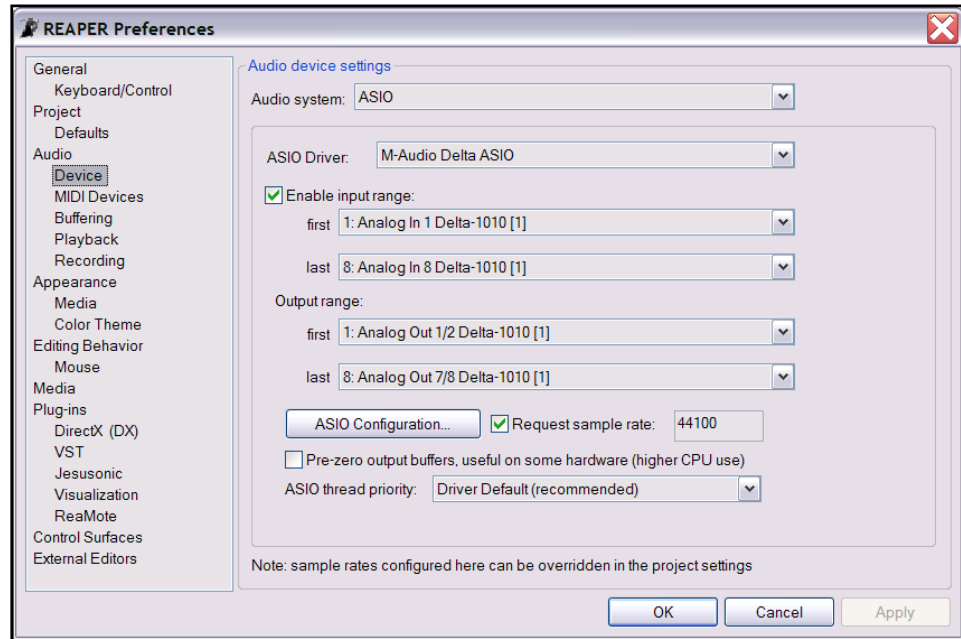 REAPER Preferences
General
Keyboard/Control
Project
Defaults
Audio
Device
MIDI Devices
Buffering
Playback
Recording
Appearance
Media
Color Theme
Editing Behavior
Mouse
Media
Plug-ins
DirectX (DX)
VST
Jesusonic
Visualization
ReaMote
Control Surfaces
External Editors
Audio device settings
Audio system: ASIO
ASIO Driver: M-Audio Delta ASIO
Enable input range:
first 1: Analog In 1 Delta-1010 [1]
last 8: Analog In 8 Delta-1010 [1]
Output range:
first 1: Analog Out 1/2 Delta-1010 [1]
last 8: Analog Out 7/8 Delta-1010 [1]
ASIO Configuration... Request sample rate: 44100
Pre-zero output buffers, useful on some hardware (higher CPU use)
ASIO thread priority: Driver Default (recommended)
Note: sample rates configured here can be overridden in the project settings
OK Cancel Apply